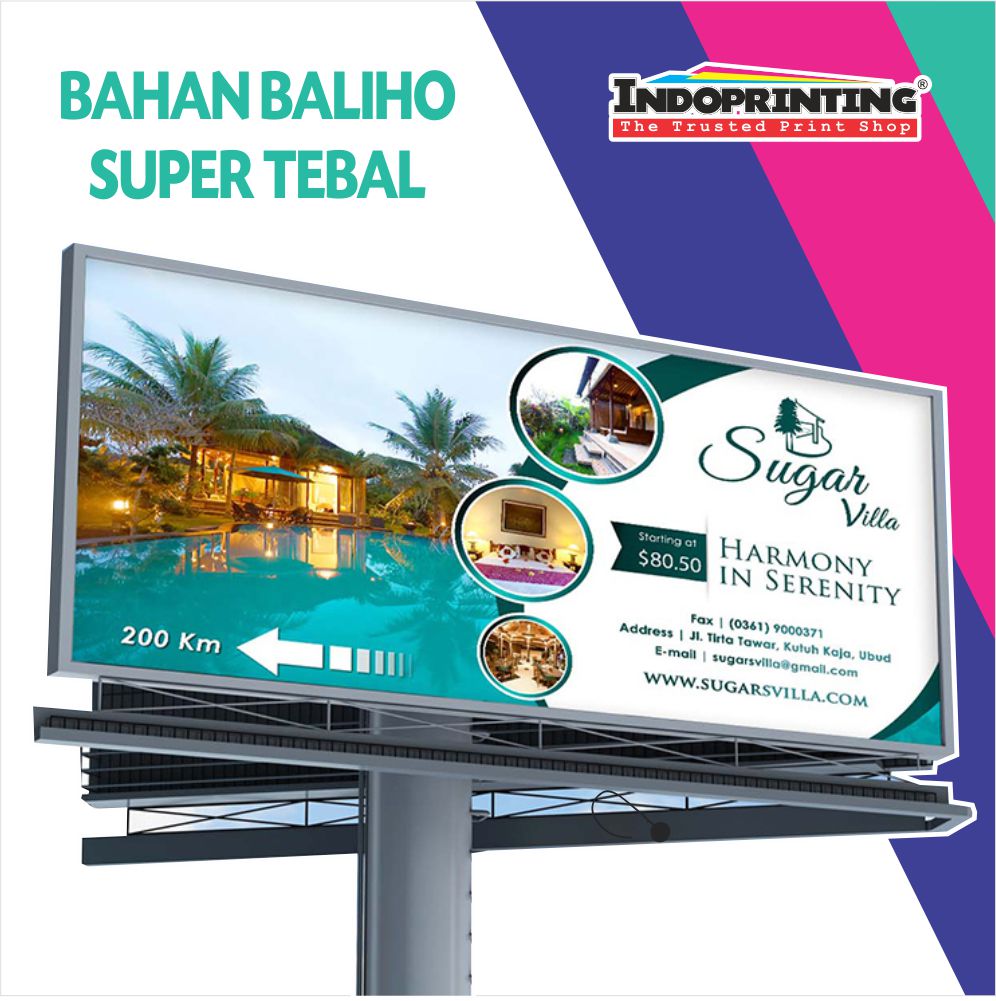 BAHAN BALIHO
SUPER TEBAL
INDOPRINTING®
The Trusted Print Shop
Sugar
Villa
Starting at
$80.50
HARMONY
IN SERENITY
Fax | (0361) 9000371
Address | Jl. Tirta Tawar, Kutuh Kaja, Ubud
E-mail | sugarsvilla@gmail.com
WWW.SUGARSVILLA.COM
200 Km